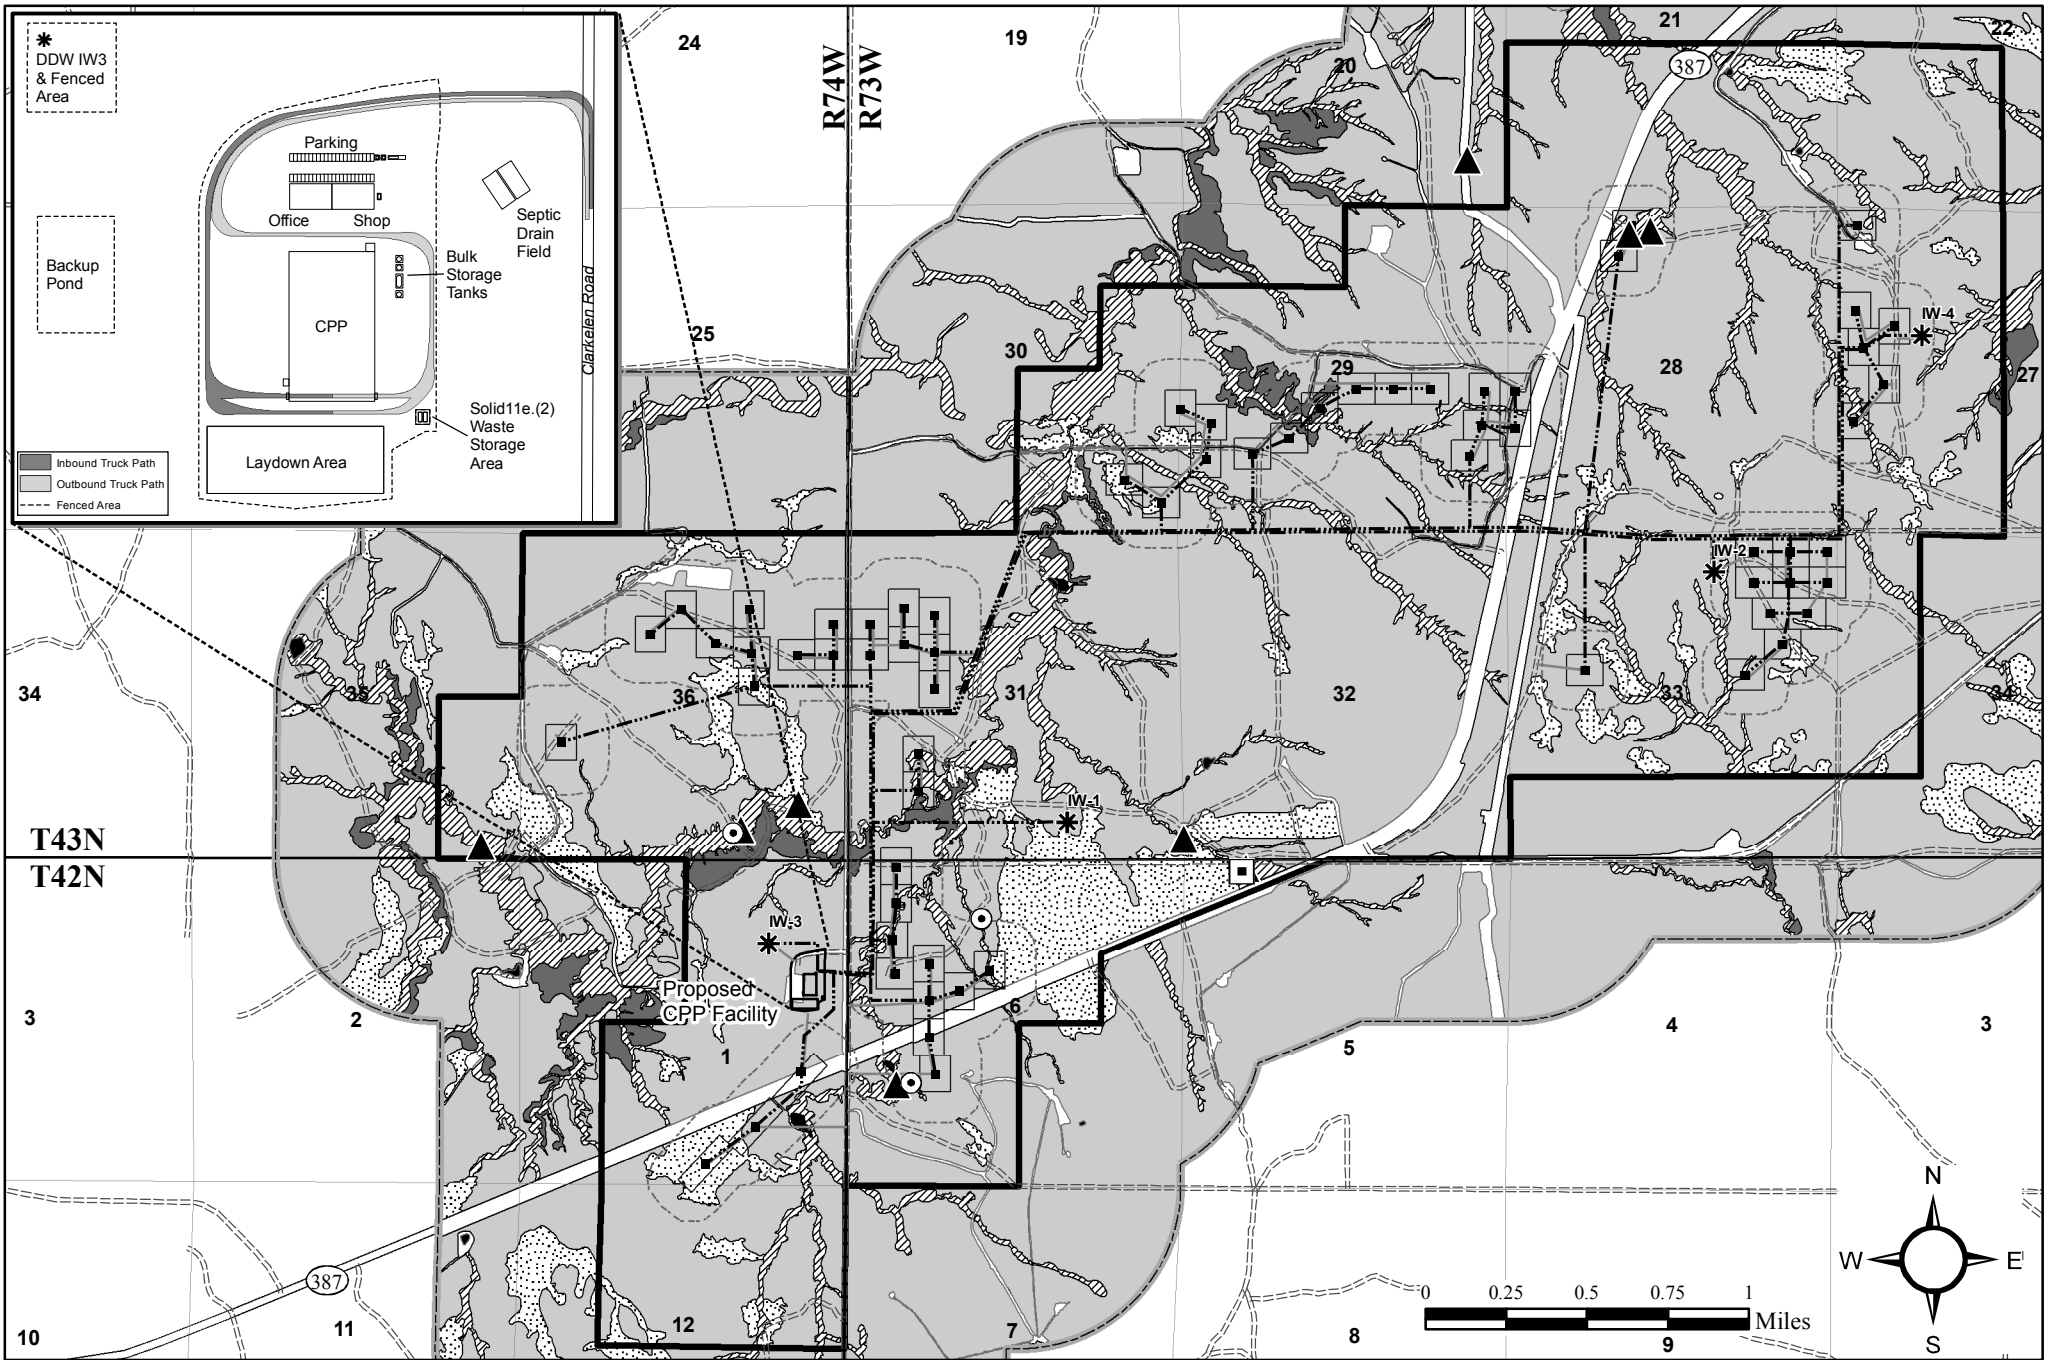 DDW IW3
& Fenced
Area
Parking
Office
Shop
Septic
Drain
Field
Backup
Pond
Bulk
Storage
Tanks
CPP
Clarkelen Road
Solid11e.(2)
Waste
Storage
Area
Laydown Area
Inbound Truck Path
Outbound Truck Path
Fenced Area
24
R74W
R73W
19
20
21
22
387
25
30
29
28
27
IW-4
IW-2
34
35
36
31
32
33
34
IW-1
T43N
T42N
IW-3
Proposed
CPP Facility
3
2
1
6
5
4
3
387
10
11
12
7
8
9
0
0.25
0.5
0.75
1
Miles
N
W
E
S